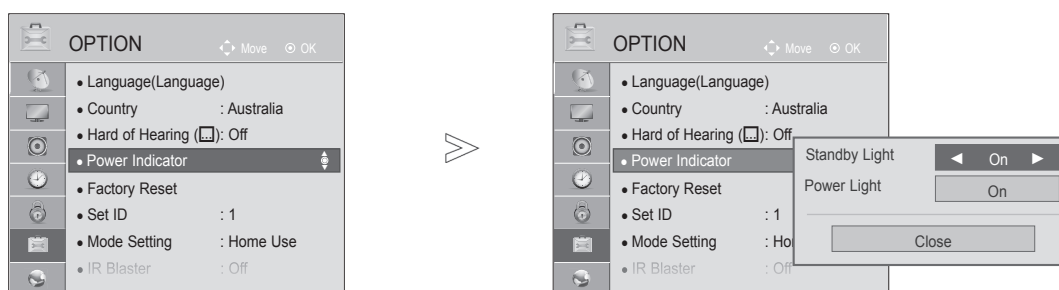 OPTION
Move OK
• Language(Language)
• Country : Australia
• Hard of Hearing (...): Off
• Power Indicator
• Factory Reset
• Set ID : 1
• Mode Setting : Home Use
• IR Blaster : Off
OPTION
Move OK
• Language(Language)
• Country : Australia
• Hard of Hearing (...): Off
• Power Indicator
• Factory Reset
• Set ID : 1
• Mode Setting : Ho
• IR Blaster : Off
Standby Light ◄ On ►
Power Light On
Close